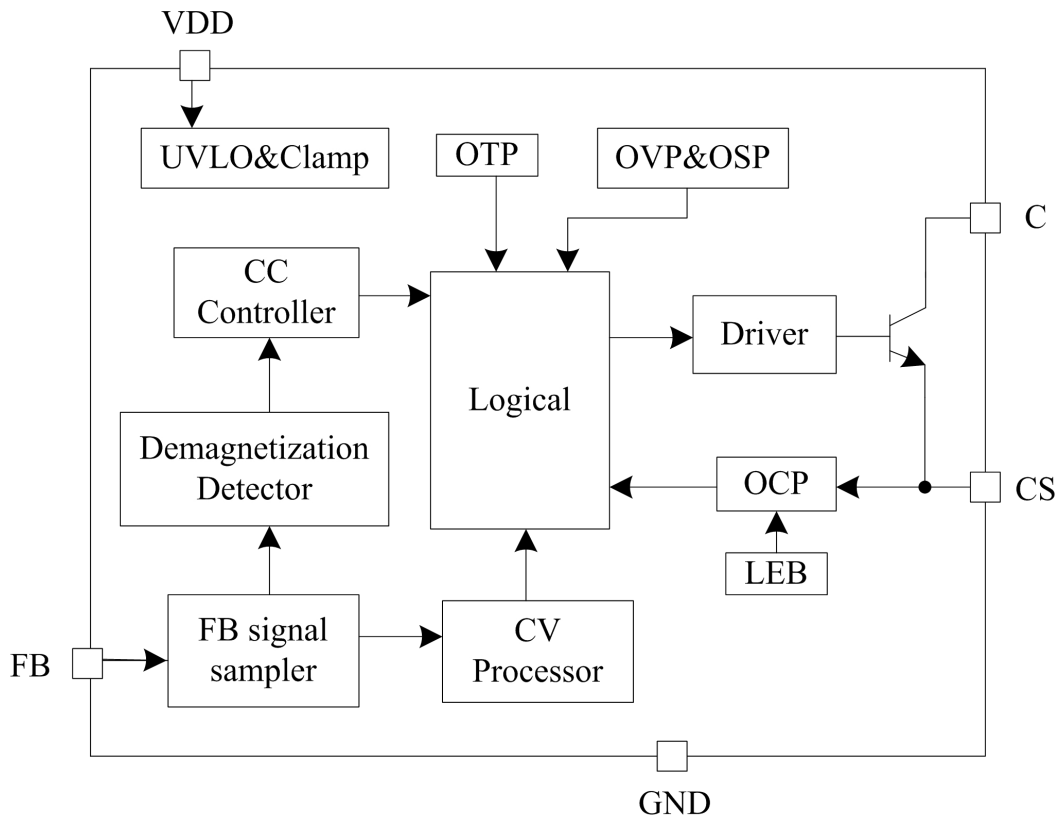 VDD
UVLO&Clamp
OTP
OVP&OSP
C
CC
Controller
Driver
Logical
Demagnetization
Detector
OCP
CS
LEB
FB signal
sampler
CV
Processor
FB
GND